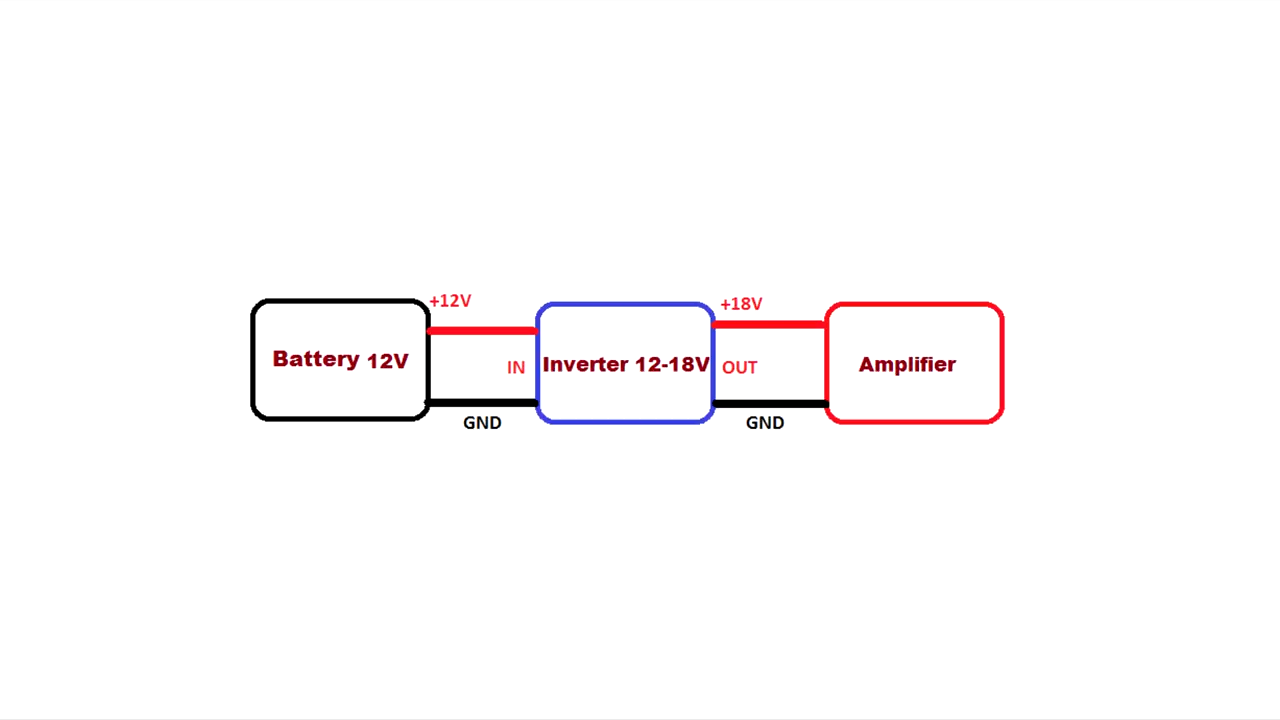 +12V
+18V
Battery 12V
IN
Inverter 12-18V
OUT
Amplifier
GND
GND